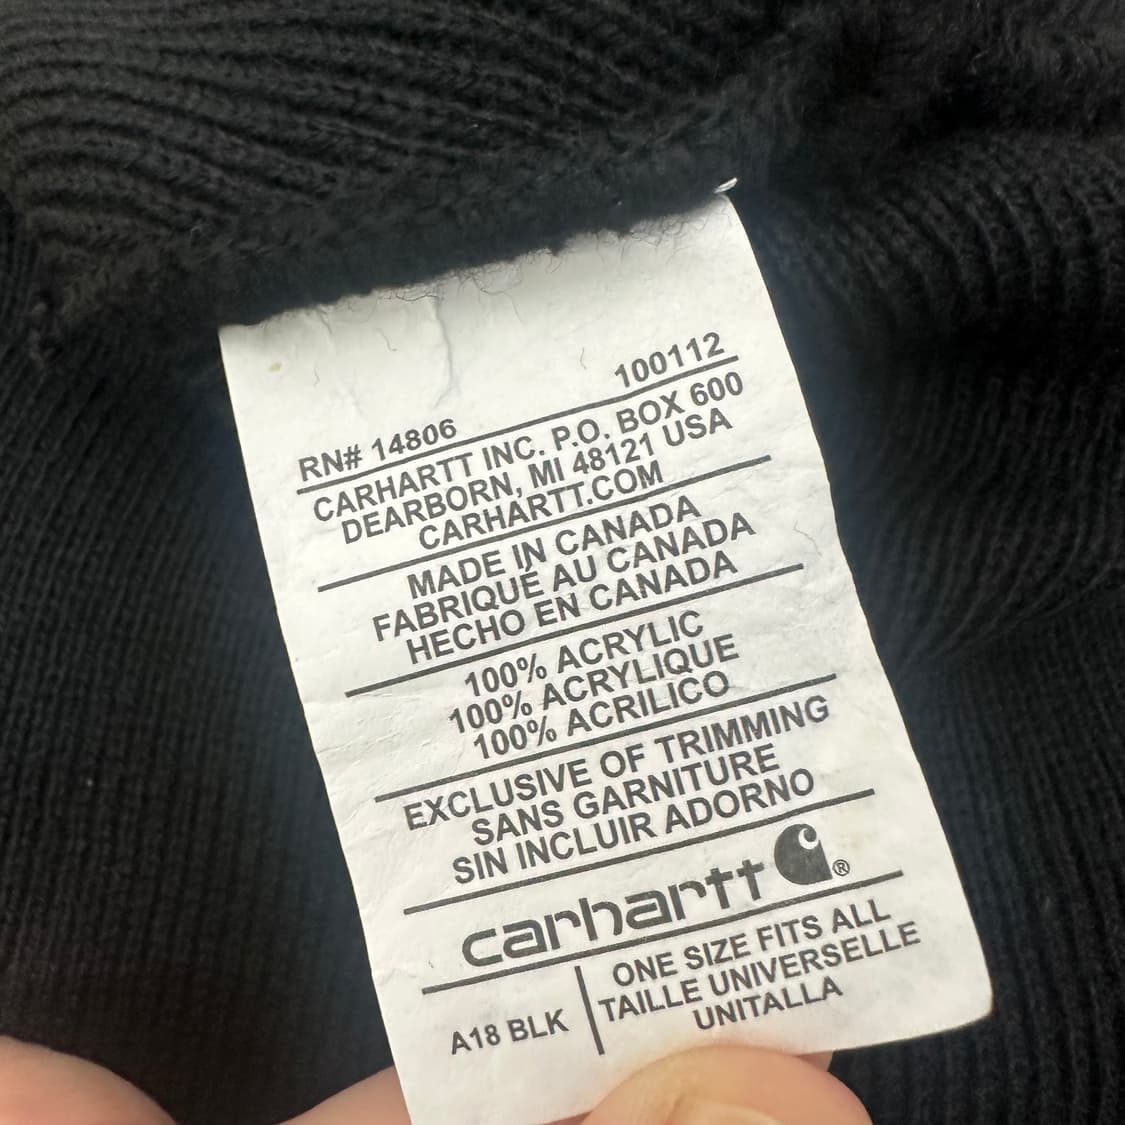 RN# 14806 100112
CARHARTT INC. P.O. BOX 600
DEARBORN, MI 48121 USA
CARHARTT.COM
MADE IN CANADA
FABRIQUÉ AU CANADA
HECHO EN CANADA
100% ACRYLIC
100% ACRYLIQUE
100% ACRILICO
EXCLUSIVE OF TRIMMING
SANS GARNITURE
SIN INCLUIR ADORNO
carhartt ®
A18 BLK
ONE SIZE FITS ALL
TAILLE UNIVERSELLE
UNITALLA